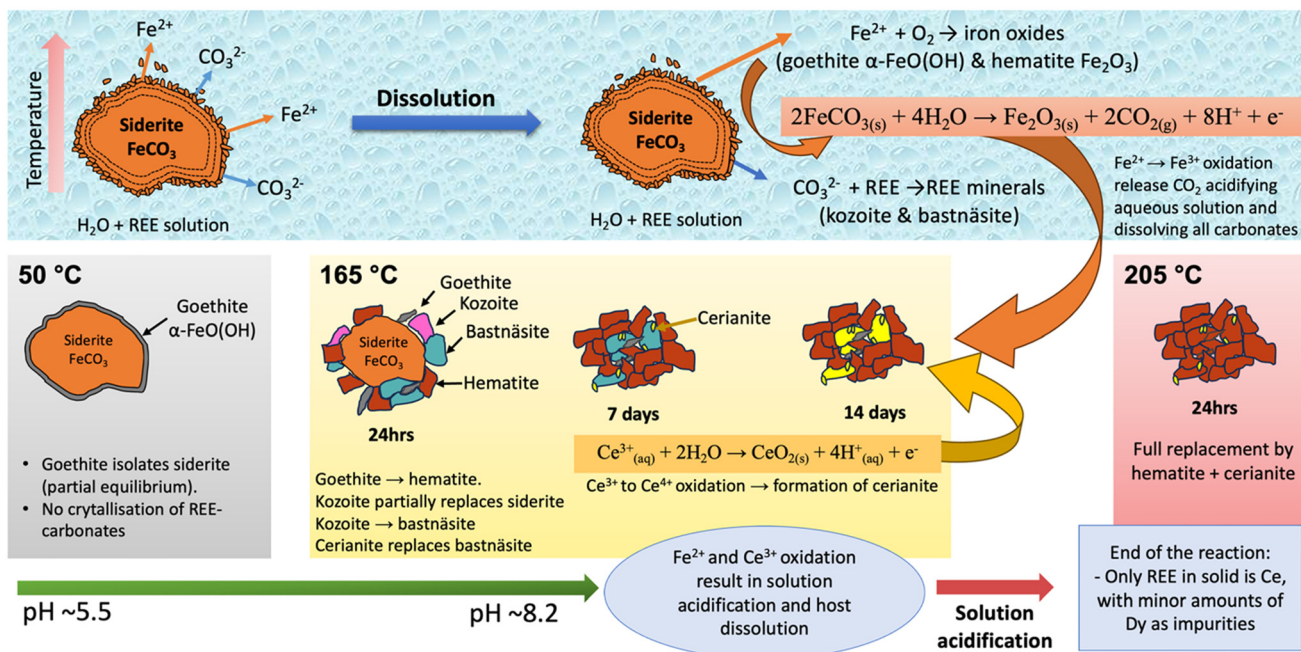 Temperature
Fe²⁺
CO₃²⁻
Fe²⁺
CO₃²⁻
Siderite
FeCO₃
H₂O + REE solution
Dissolution
Siderite
FeCO₃
H₂O + REE solution
Fe²⁺ + O₂ → iron oxides
(goethite α-FeO(OH) & hematite Fe₂O₃)
2FeCO₃₍ₛ₎ + 4H₂O → Fe₂O₃₍ₛ₎ + 2CO₂(g) + 8H⁺ + e⁻
CO₃²⁻ + REE →REE minerals
(kozoite & bastnäsite)
Fe²⁺ → Fe³⁺ oxidation
release CO₂ acidifying
aqueous solution and
dissolving all carbonates
50 °C
Goethite
α-FeO(OH)
Siderite
FeCO₃
• Goethite isolates siderite
(partial equilibrium).
• No crytallisation of REE-
carbonates
165 °C
Goethite
Kozoite
Bastnäsite
Hematite
Siderite
FeCO₃
24hrs
Cerianite
7 days
14 days
Ce³⁺(aq) + 2H₂O → CeO₂(s) + 4H⁺(aq) + e⁻
Ce³⁺ to Ce⁴⁺ oxidation → formation of cerianite
Goethite → hematite.
Kozoite partially replaces siderite
Kozoite → bastnäsite
Cerianite replaces bastnäsite
205 °C
24hrs
Full replacement by
hematite + cerianite
pH ~5.5
pH ~8.2
Fe²⁺ and Ce³⁺ oxidation
result in solution
acidification and host
dissolution
Solution
acidification
End of the reaction:
- Only REE in solid is Ce,
with minor amounts of
Dy as impurities